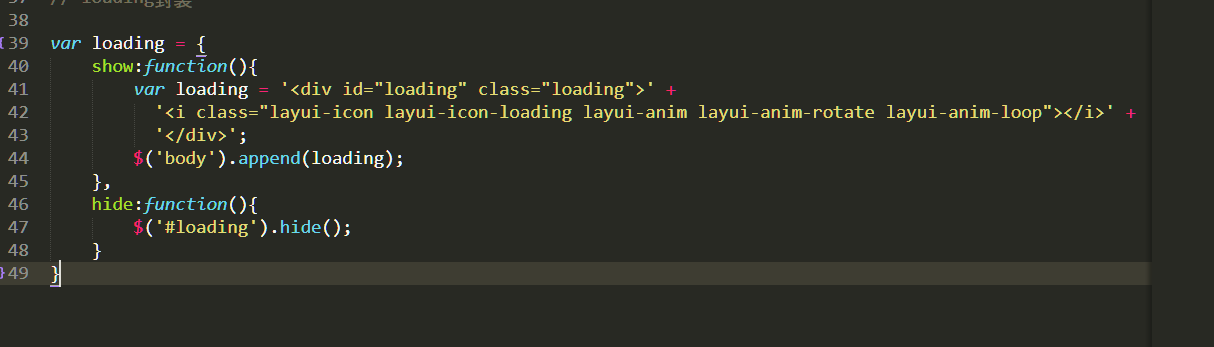 // loading封装
38
39 var loading = {
40 show:function(){
41 var loading = '<div id="loading" class="loading">' +
42 '<i class="layui-icon layui-icon-loading layui-anim layui-anim-rotate layui-anim-loop"></i>' +
43 '</div>';
44 $('body').append(loading);
45 },
46 hide:function(){
47 $('#loading').hide();
48 }
49 }